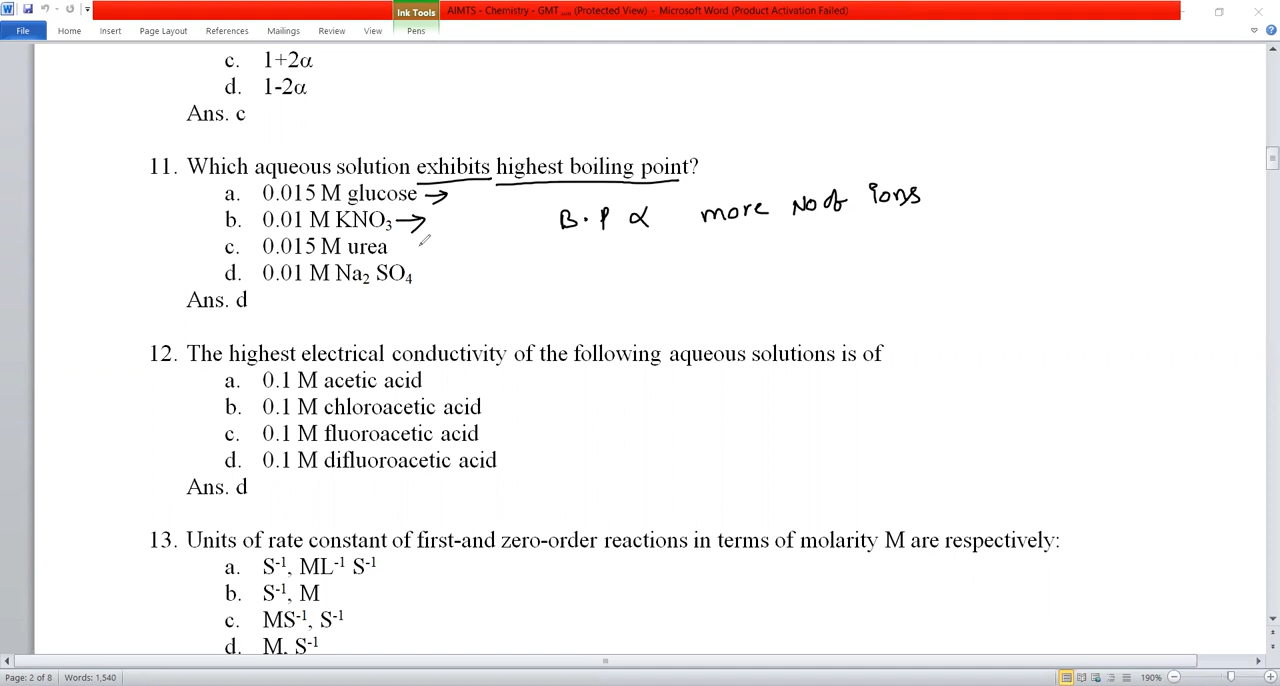 Ink Tools
AIMTS - Chemistry - GMT .... (Protected View) - Microsoft Word (Product Activation Failed)
File Home Insert Page Layout References Mailings Review View Pens
c. 1+2α
d. 1-2α
Ans. c
11. Which aqueous solution exhibits highest boiling point?
a. 0.015 M glucose →
b. 0.01 M KNO₃ →
B.P ∝ more No of ions
c. 0.015 M urea
d. 0.01 M Na₂ SO₄
Ans. d
12. The highest electrical conductivity of the following aqueous solutions is of
a. 0.1 M acetic acid
b. 0.1 M chloroacetic acid
c. 0.1 M fluoroacetic acid
d. 0.1 M difluoroacetic acid
Ans. d
13. Units of rate constant of first-and zero-order reactions in terms of molarity M are respectively:
a. S⁻¹, ML⁻¹ S⁻¹
b. S⁻¹, M
c. MS⁻¹, S⁻¹
d. M, S⁻¹
Page: 2 of 8 Words: 1,540 190%